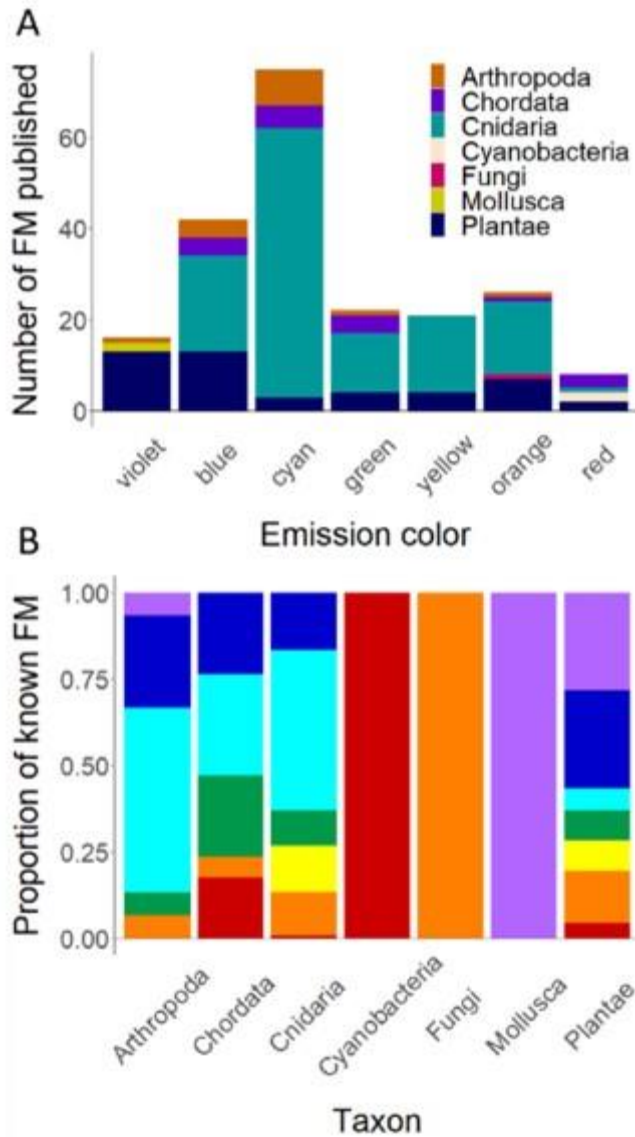 A
Number of FM published
60
40
20
0
Arthropoda
Chordata
Cnidaria
Cyanobacteria
Fungi
Mollusca
Plantae
violet
blue
cyan
green
yellow
orange
red
Emission color
B
Proportion of known FM
1.00
0.75
0.50
0.25
0.00
Arthropoda
Chordata
Cnidaria
Cyanobacteria
Fungi
Mollusca
Plantae
Taxon